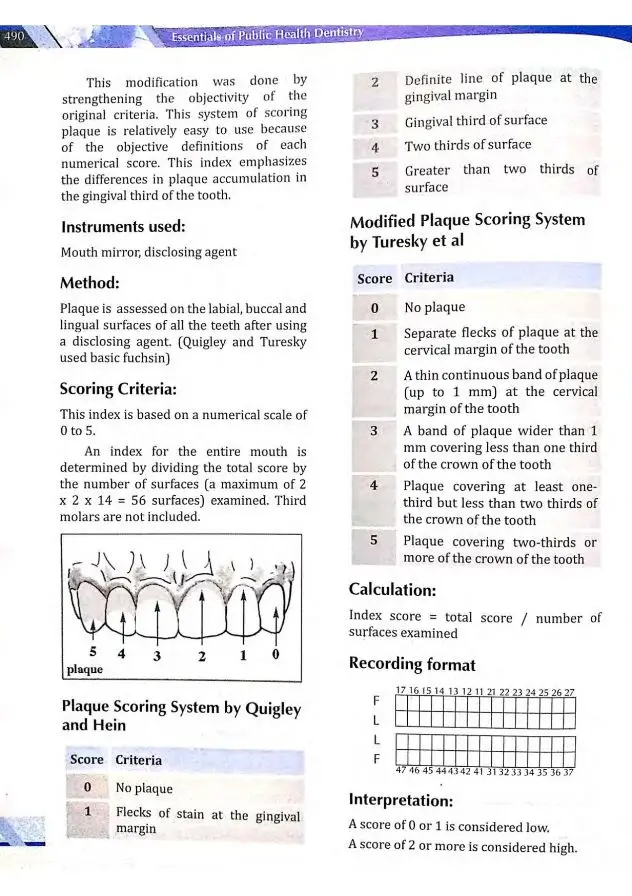 490
Essentials of Public Health Dentistry
This modification was done by
strengthening the objectivity of the
original criteria. This system of scoring
plaque is relatively easy to use because
of the objective definitions of each
numerical score. This index emphasizes
the differences in plaque accumulation in
the gingival third of the tooth.
Instruments used:
Mouth mirror, disclosing agent
Method:
Plaque is assessed on the labial, buccal and
lingual surfaces of all the teeth after using
a disclosing agent. (Quigley and Turesky
used basic fuchsin)
Scoring Criteria:
This index is based on a numerical scale of
0 to 5.
An index for the entire mouth is
determined by dividing the total score by
the number of surfaces (a maximum of 2
x 2 x 14 = 56 surfaces) examined. Third
molars are not included.
5 4 3 2 1 0
plaque
Plaque Scoring System by Quigley
and Hein
Score Criteria
0 No plaque
1 Flecks of stain at the gingival
margin
2 Definite line of plaque at the
gingival margin
3 Gingival third of surface
4 Two thirds of surface
5 Greater than two thirds of
surface
Modified Plaque Scoring System
by Turesky et al
Score Criteria
0 No plaque
1 Separate flecks of plaque at the
cervical margin of the tooth
2 A thin continuous band of plaque
(up to 1 mm) at the cervical
margin of the tooth
3 A band of plaque wider than 1
mm covering less than one third
of the crown of the tooth
4 Plaque covering at least one-
third but less than two thirds of
the crown of the tooth
5 Plaque covering two-thirds or
more of the crown of the tooth
Calculation:
Index score = total score / number of
surfaces examined
Recording format
17 16 15 14 13 12 11 21 22 23 24 25 26 27
F
L
L
F
47 46 45 44 43 42 41 31 32 33 34 35 36 37
Interpretation:
A score of 0 or 1 is considered low.
A score of 2 or more is considered high.